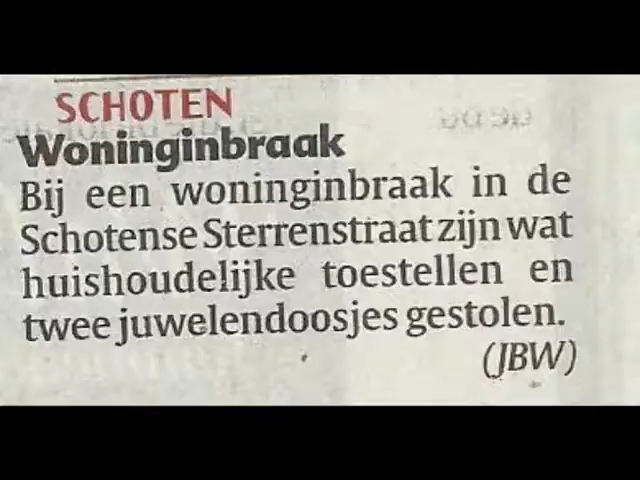 SCHOTEN
Woninginbraak
Bij een woninginbraak in de
Schotense Sterrenstraat zijn wat
huishoudelijke toestellen en
twee juwelendoosjes gestolen.
(JBW)